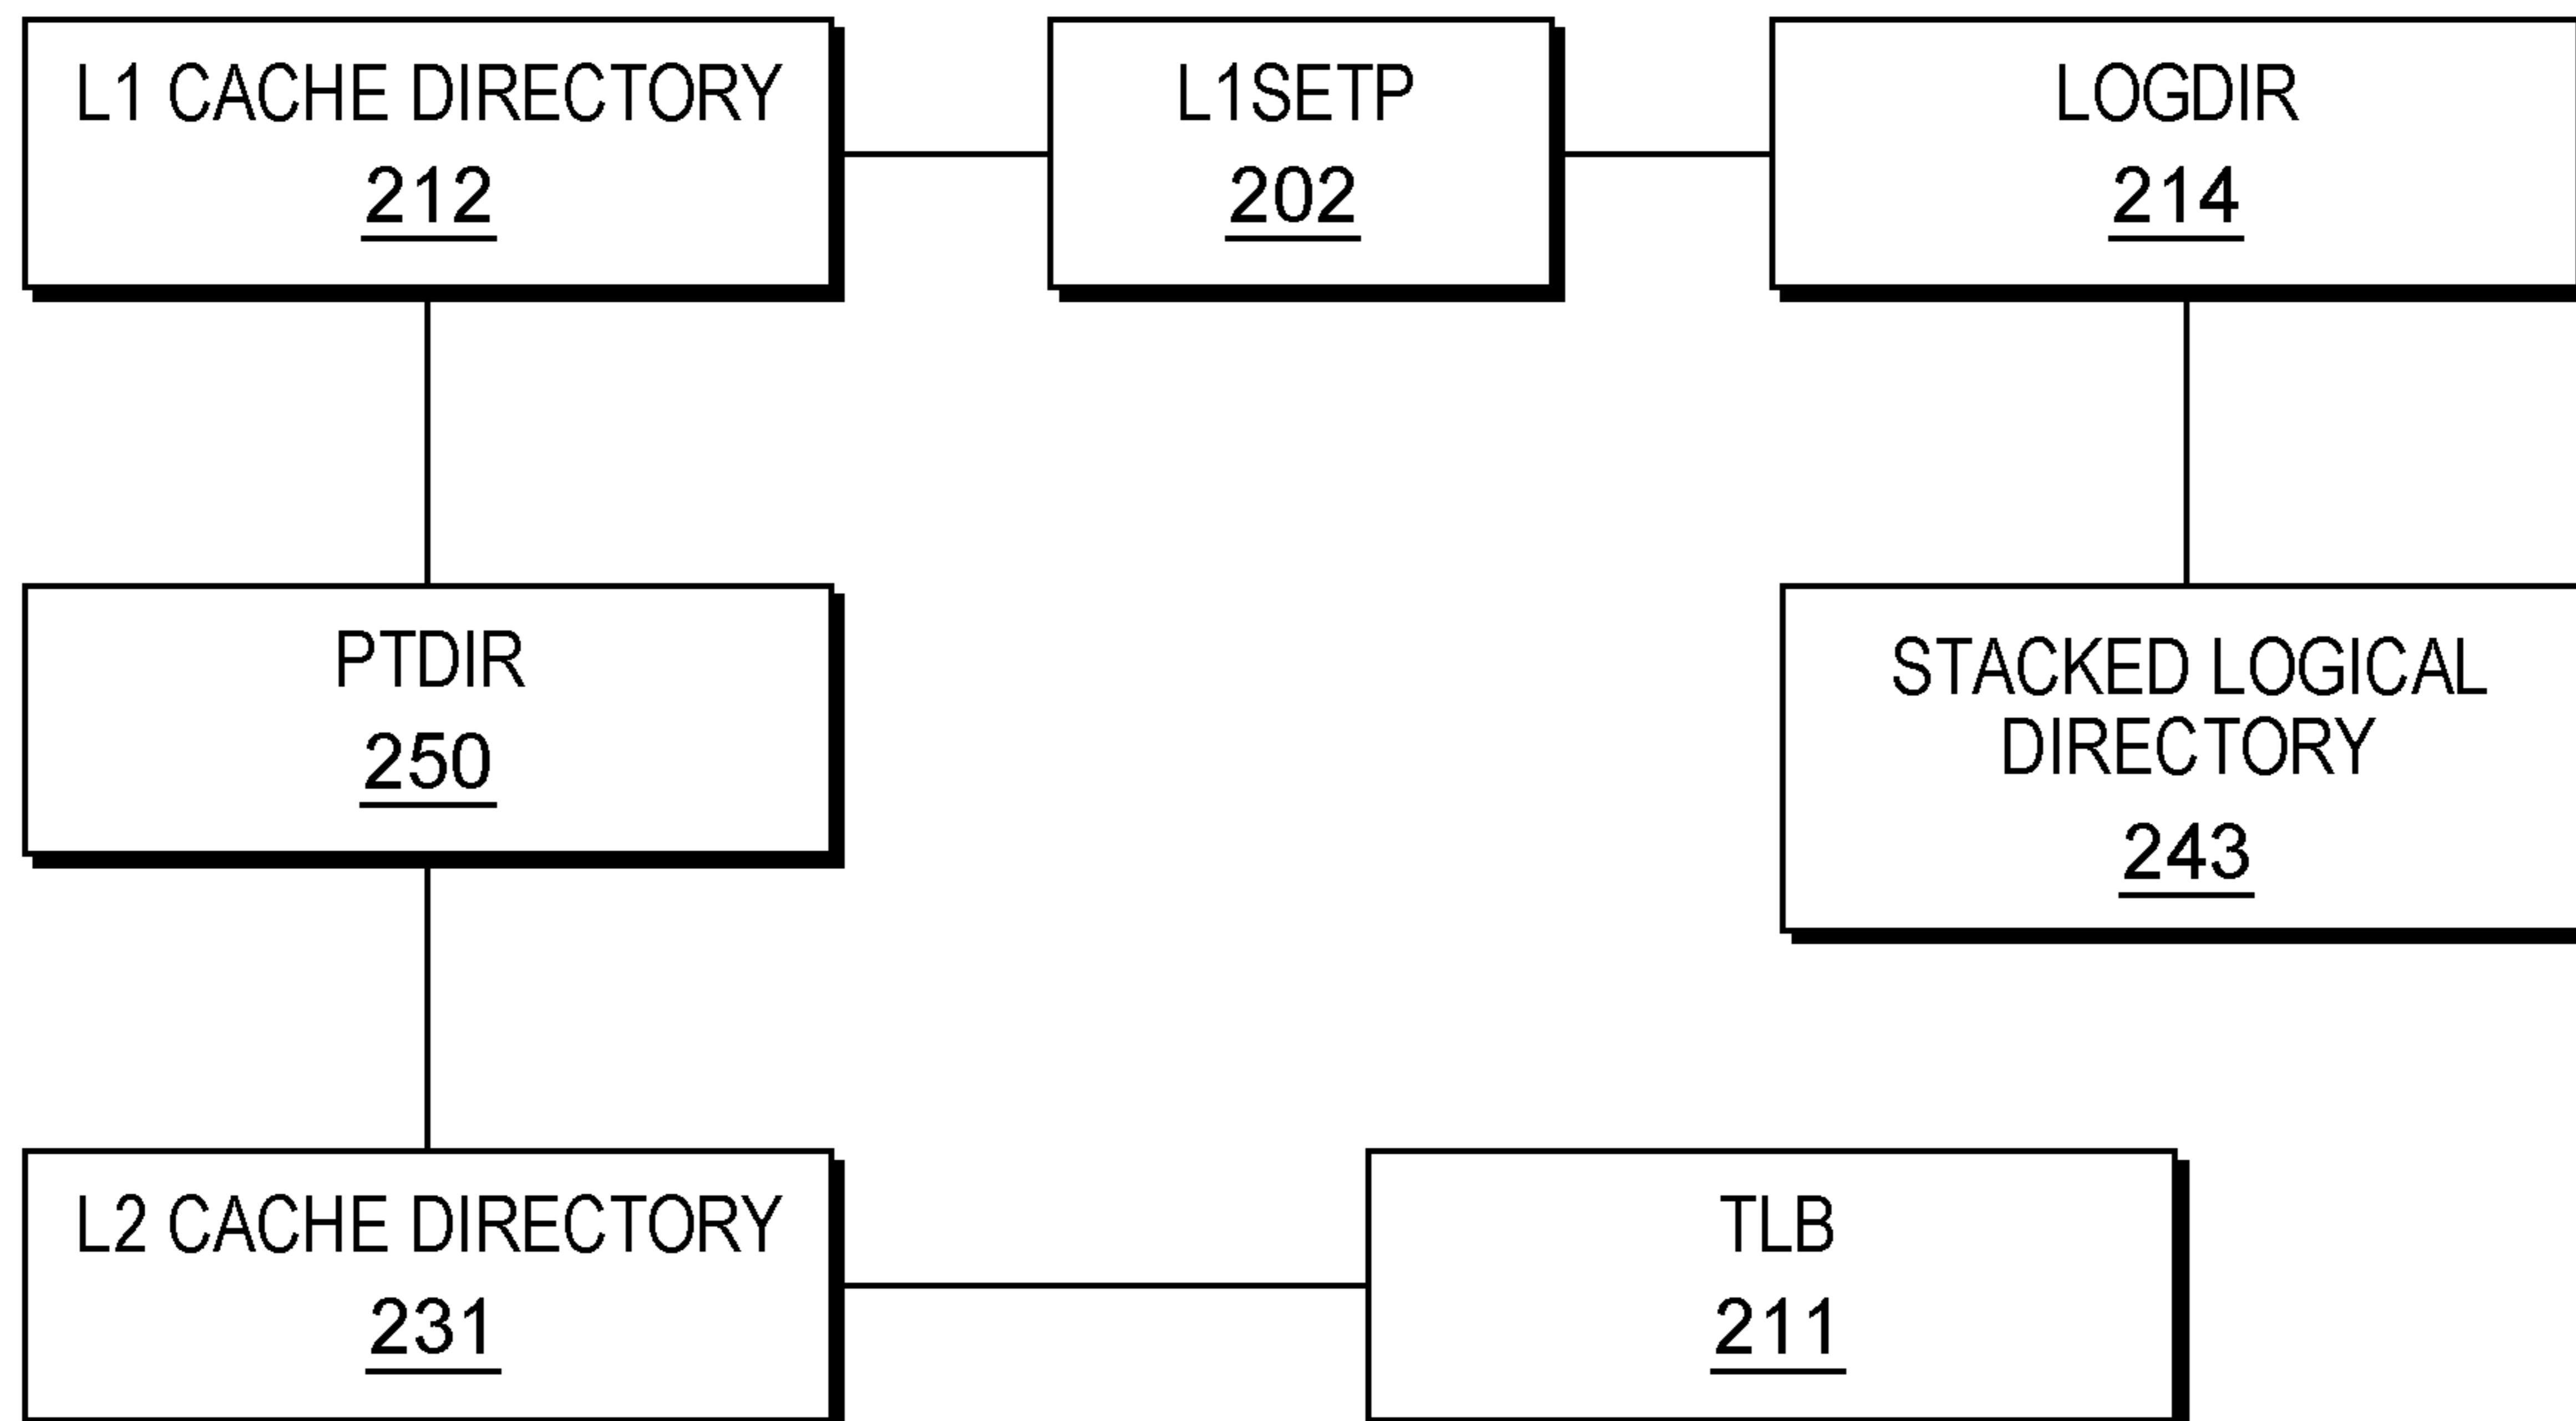 L1 CACHE DIRECTORY
212
L1SETP
202
LOGDIR
214
PTDIR
250
STACKED LOGICAL
DIRECTORY
243
L2 CACHE DIRECTORY
231
TLB
211